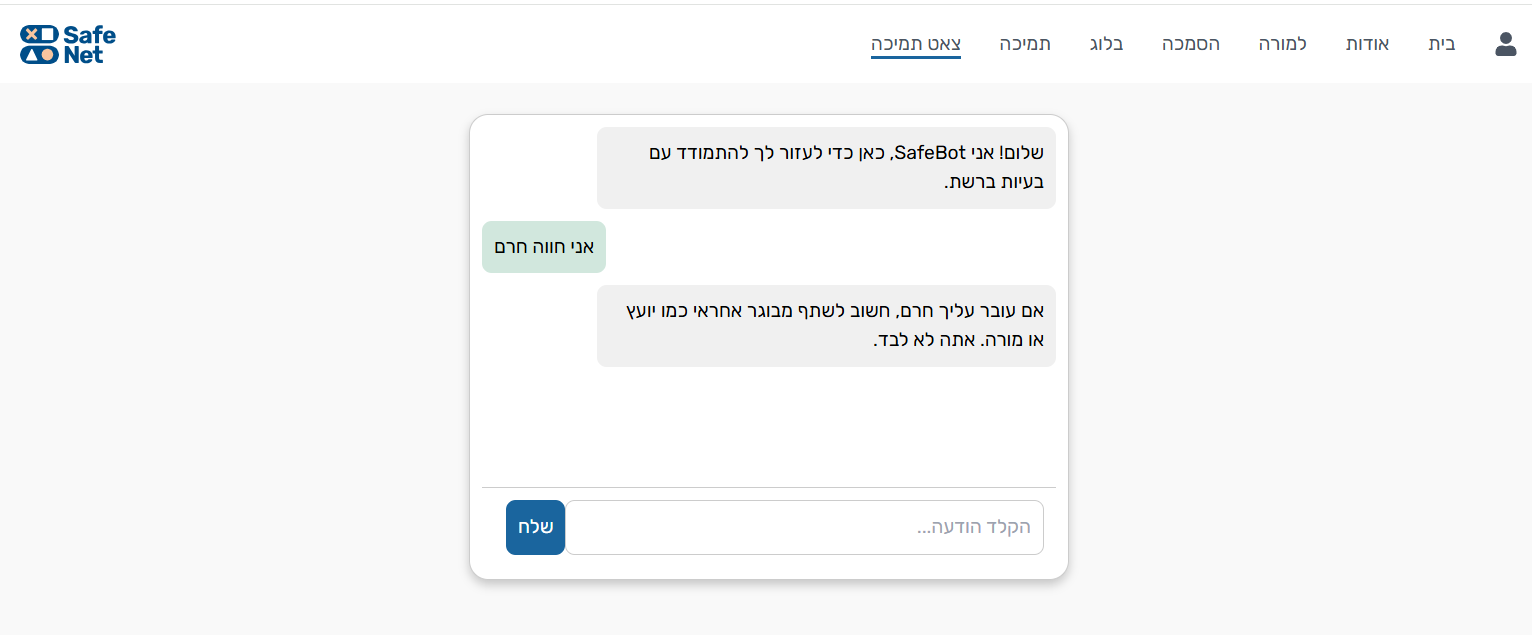 Safe
Net
בית
אודות
למורה
הסמכה
בלוג
תמיכה
צאט תמיכה
שלום! אני SafeBot, כאן כדי לעזור לך להתמודד עם
בעיות ברשת.
אני חווה חרם
אם עובר עליך חרם, חשוב לשתף מבוגר אחראי כמו יועץ
או מורה. אתה לא לבד.
הקלד הודעה...
שלח